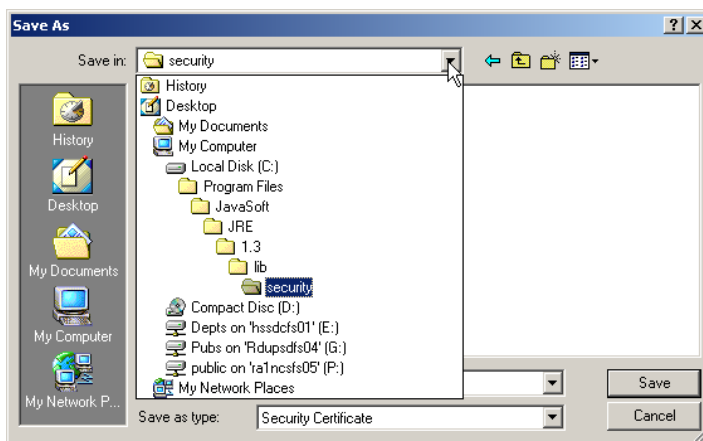 Save As
Save in: security
History
Desktop
My Documents
My Computer
Local Disk (C:)
Program Files
JavaSoft
JRE
1.3
lib
security
Compact Disc (D:)
Depts on 'hssdcfs01' (E:)
Pubs on 'Rdupsdfs04' (G:)
public on 'ra1ncsfs05' (P:)
My Network Places
History
Desktop
My Documents
My Computer
My Network P...
Save
Save as type: Security Certificate
Cancel